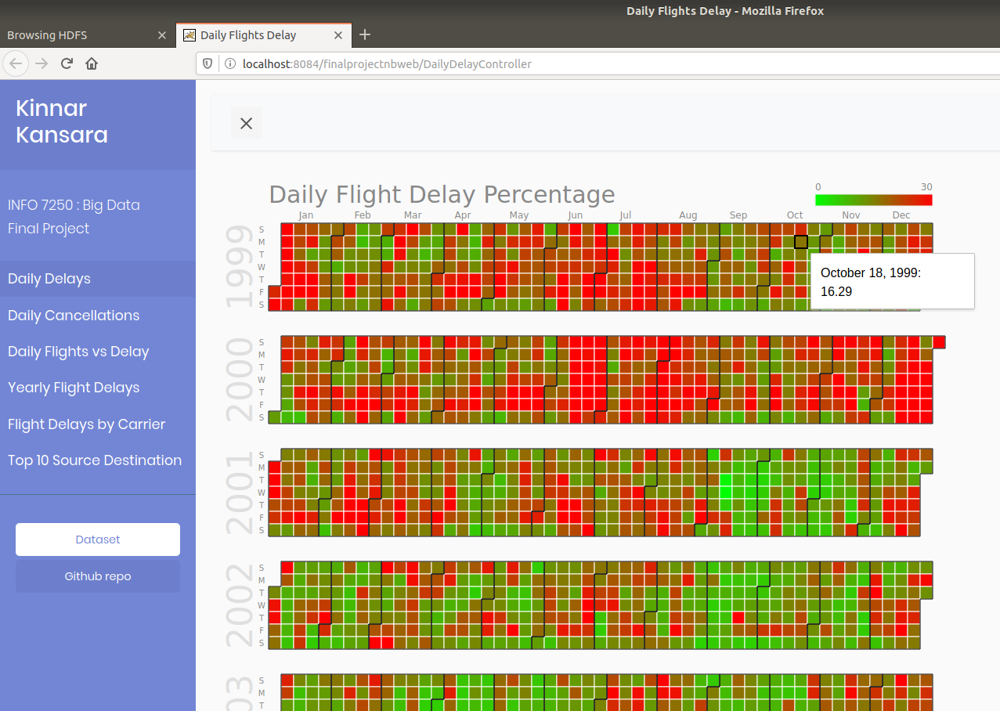 Daily Flights Delay - Mozilla Firefox
Browsing HDFS
Daily Flights Delay
localhost:8084/finalprojectnbweb/DailyDelayController
Kinnar
Kansara
INFO 7250 : Big Data
Final Project
Daily Delays
Daily Cancellations
Daily Flights vs Delay
Yearly Flight Delays
Flight Delays by Carrier
Top 10 Source Destination
Dataset
Github repo
Daily Flight Delay Percentage
0 30
Jan Feb Mar Apr May Jun Jul Aug Sep Oct Nov Dec
1999
S
M
T
W
T
F
S
October 18, 1999:
16.29
2000
S
M
T
W
T
F
S
2001
S
M
T
W
T
F
S
2002
S
M
T
W
T
F
S
03
S
M
T